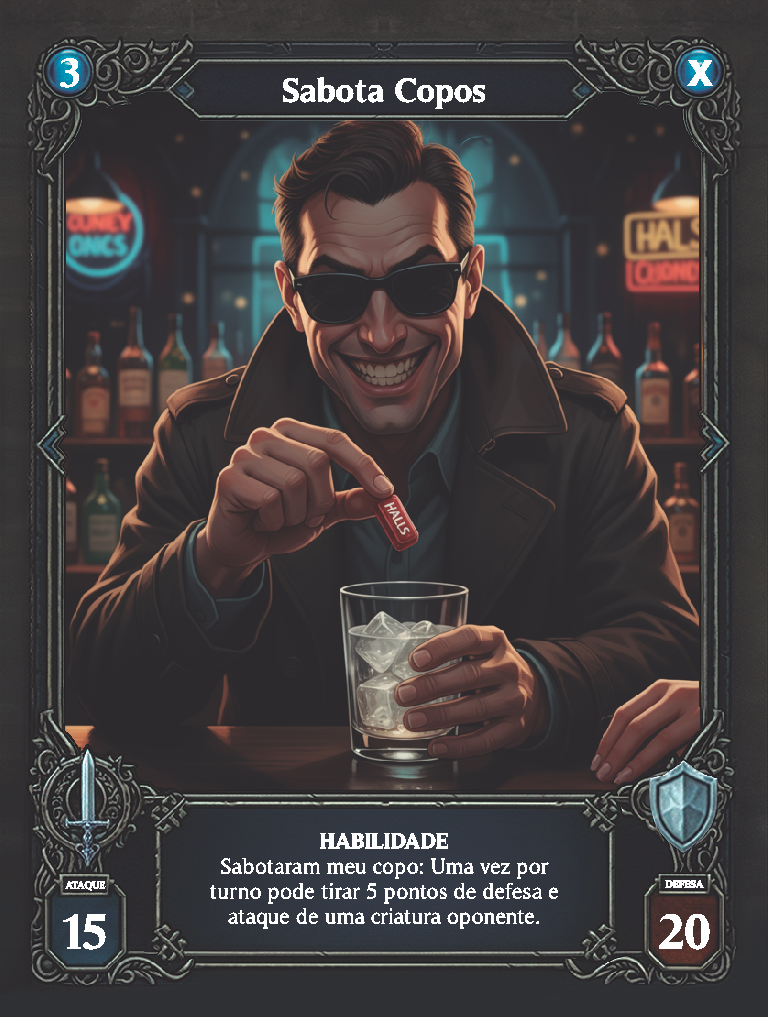 3
Sabota Copos
X
HALS
HALLS
HABILIDADE
Sabotaram meu copo: Uma vez por
turno pode tirar 5 pontos de defesa e
ataque de uma criatura oponente.
ATAQUE
15
DEFESA
20